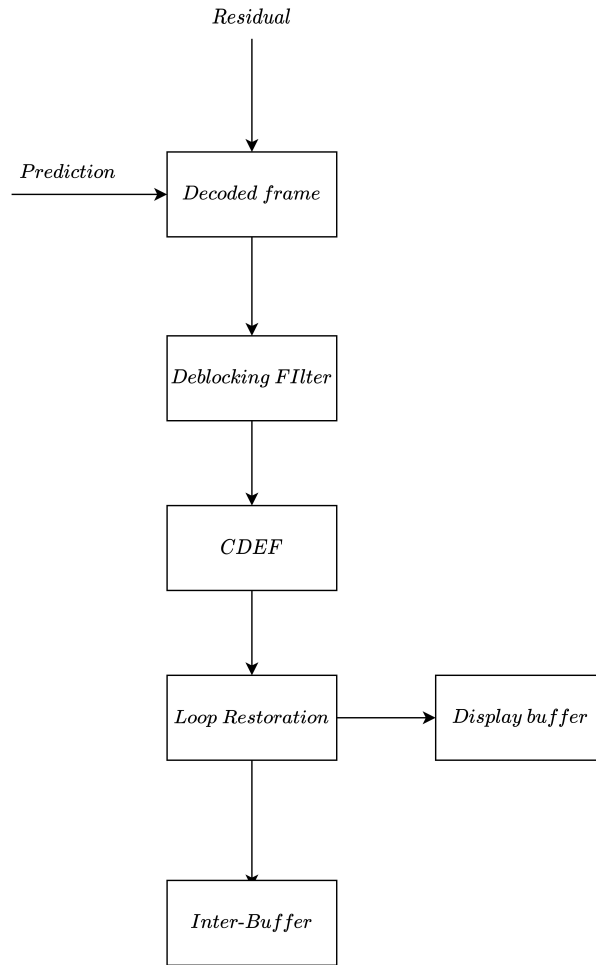 Residual
Prediction
Decoded frame
Deblocking FIlter
CDEF
Loop Restoration
Display buffer
Inter-Buffer